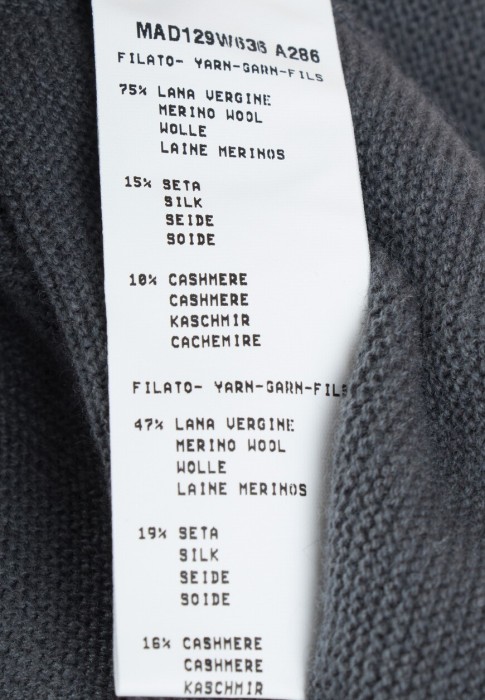 MAD129W636 A286
FILATO- YARN-GARN-FILS
75% LANA VERGINE
MERINO WOOL
WOLLE
LAINE MERINOS
15% SETA
SILK
SEIDE
SOIDE
10% CASHMERE
CASHMERE
KASCHMIR
CACHEMIRE
FILATO- YARN-GARN-FILS
47% LANA VERGINE
MERINO WOOL
WOLLE
LAINE MERINOS
19% SETA
SILK
SEIDE
SOIDE
16% CASHMERE
CASHMERE
KASCHMIR